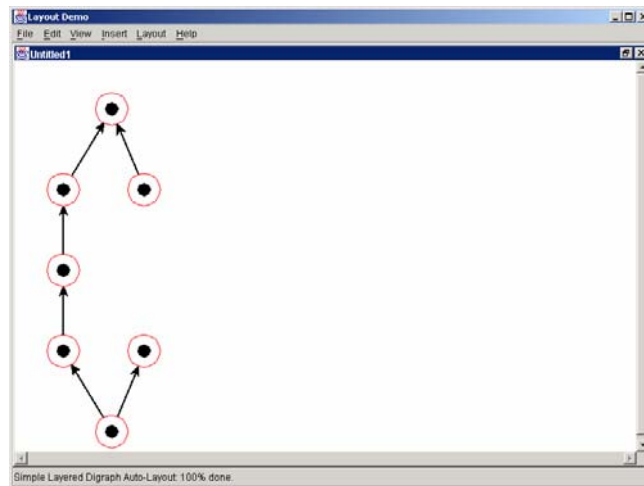 Layout Demo
File Edit View Insert Layout Help
Untitled1
Simple Layered Digraph Auto-Layout: 100% done.